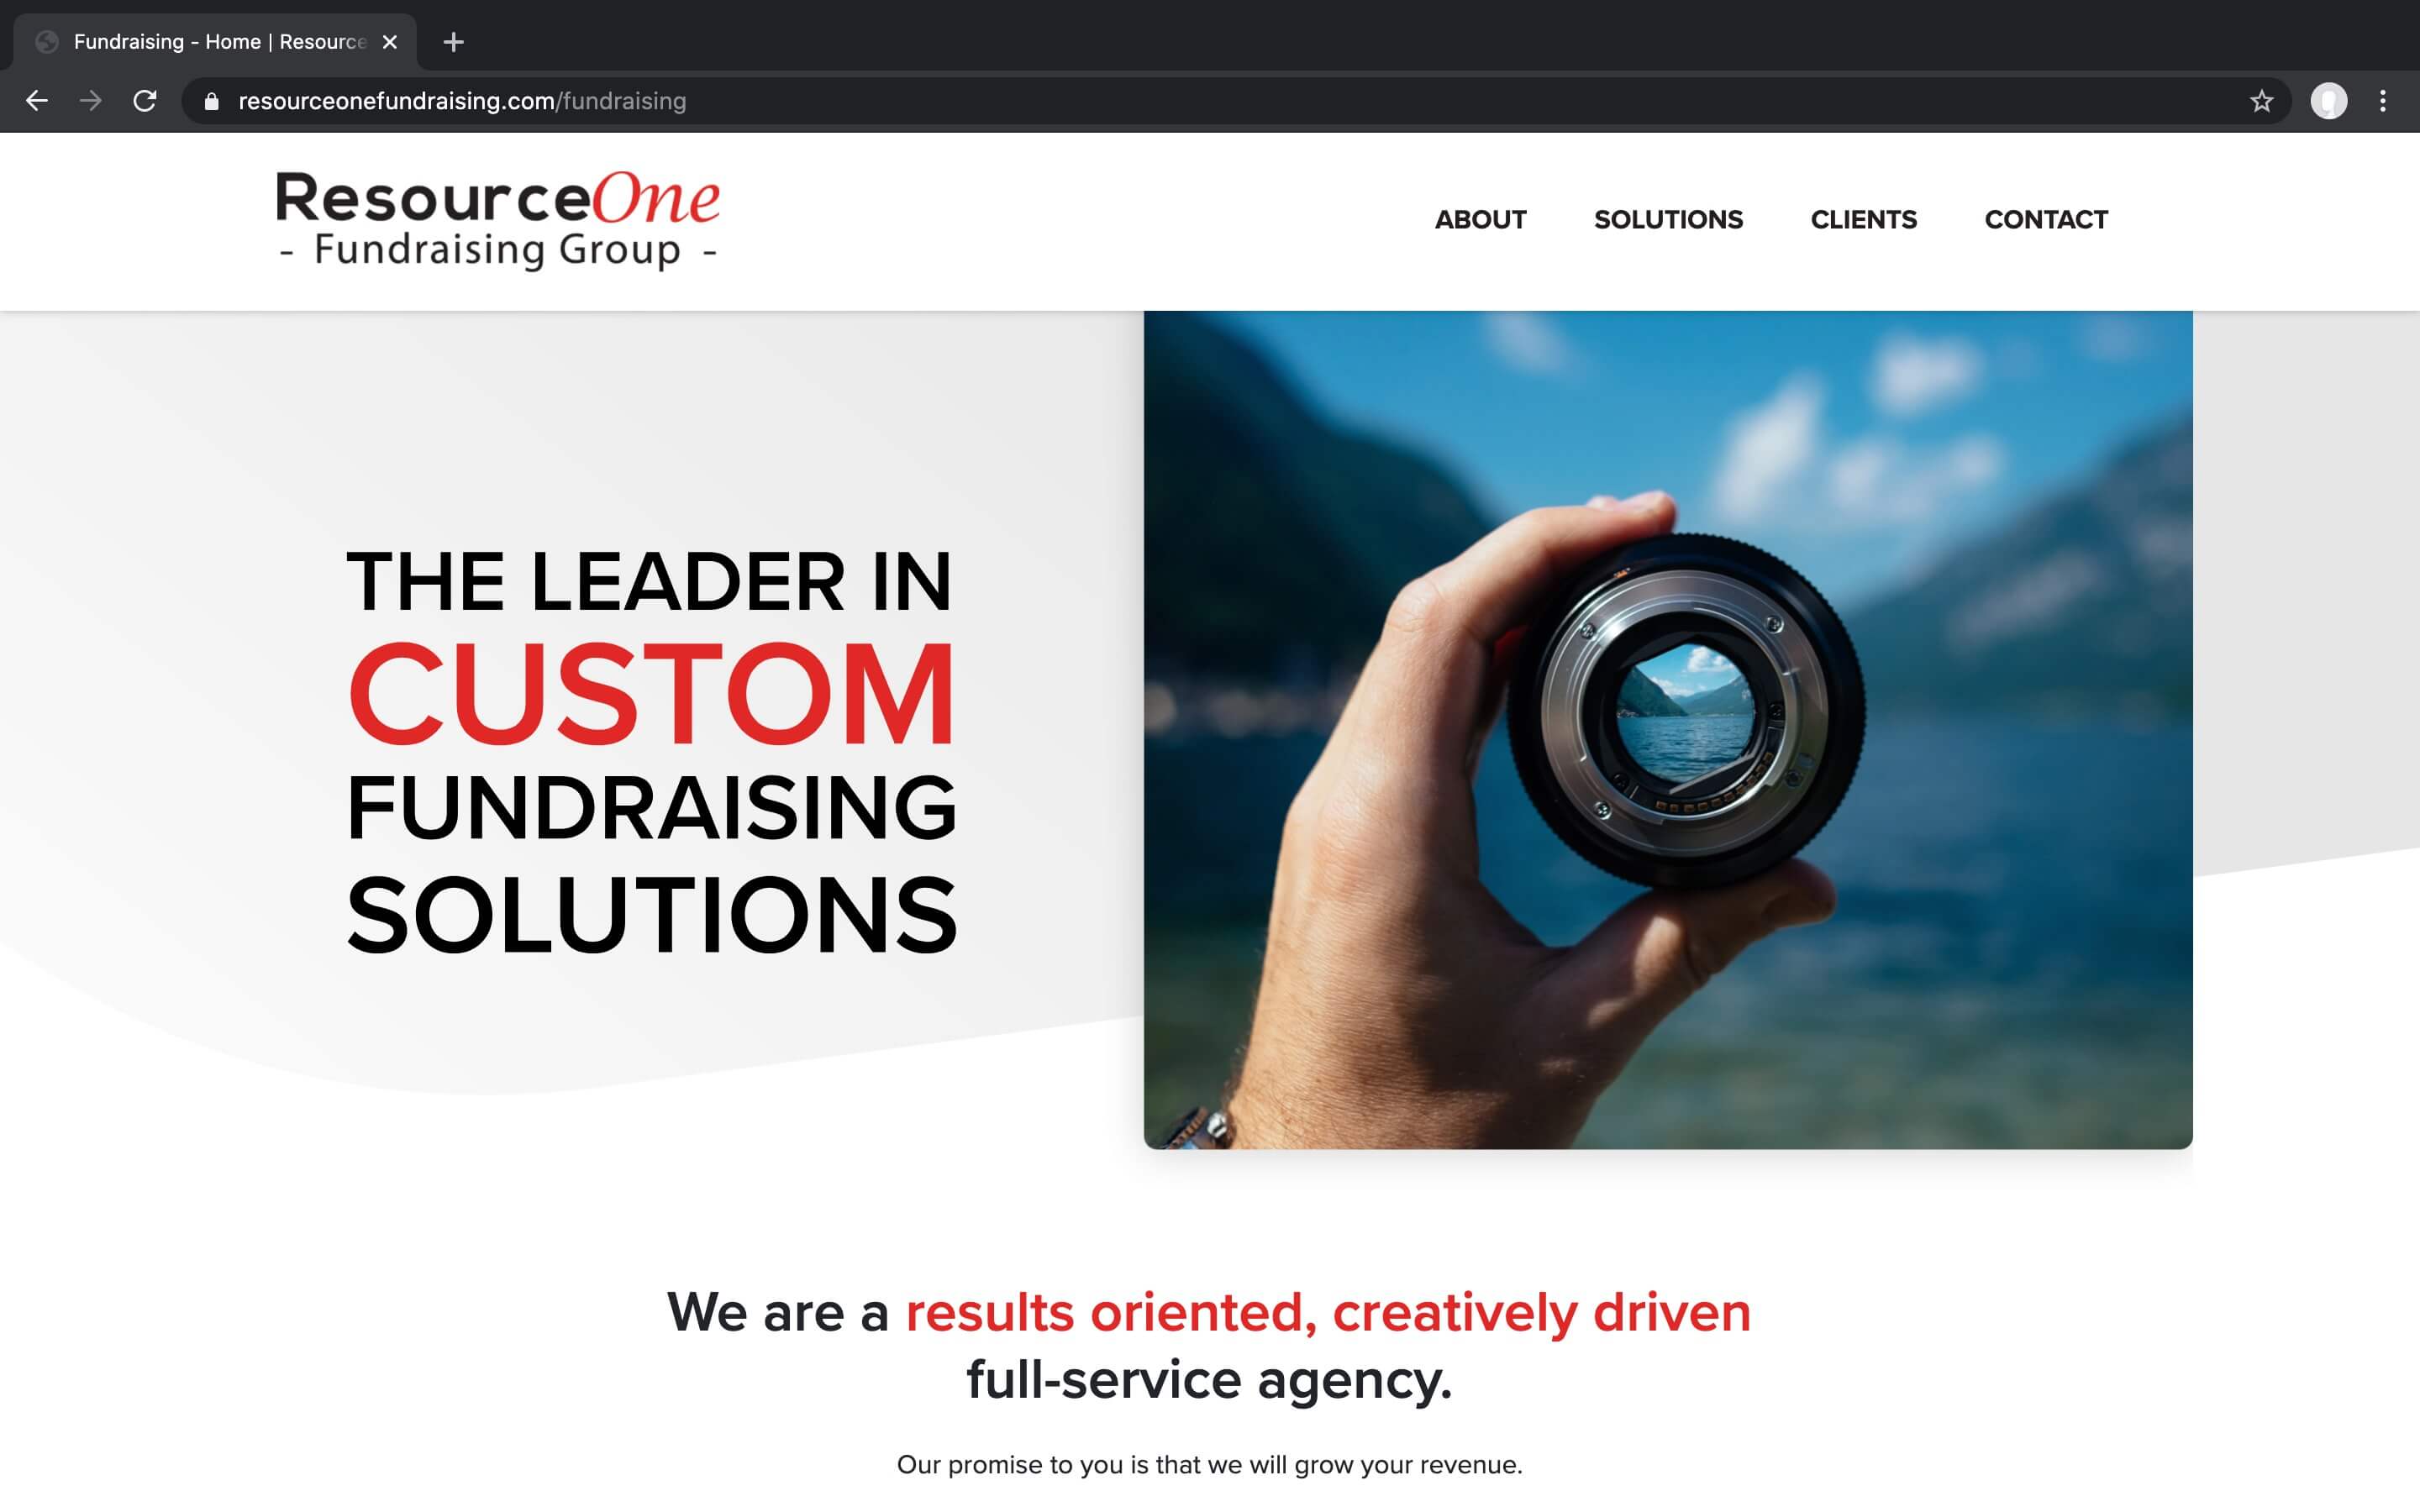 Fundraising - Home | Resource
resourceonefundraising.com/fundraising
ResourceOne
- Fundraising Group -
ABOUT
SOLUTIONS
CLIENTS
CONTACT
THE LEADER IN
CUSTOM
FUNDRAISING
SOLUTIONS
We are a results oriented, creatively driven
full-service agency.
Our promise to you is that we will grow your revenue.